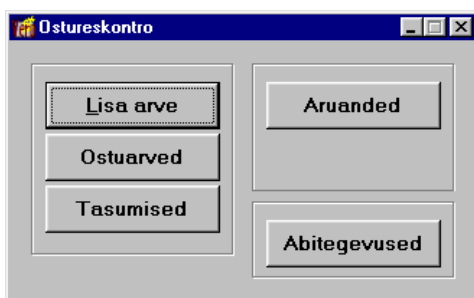 Ostureskontro
Lisa arve
Ostuarved
Tasumised
Aruanded
Abitegevused